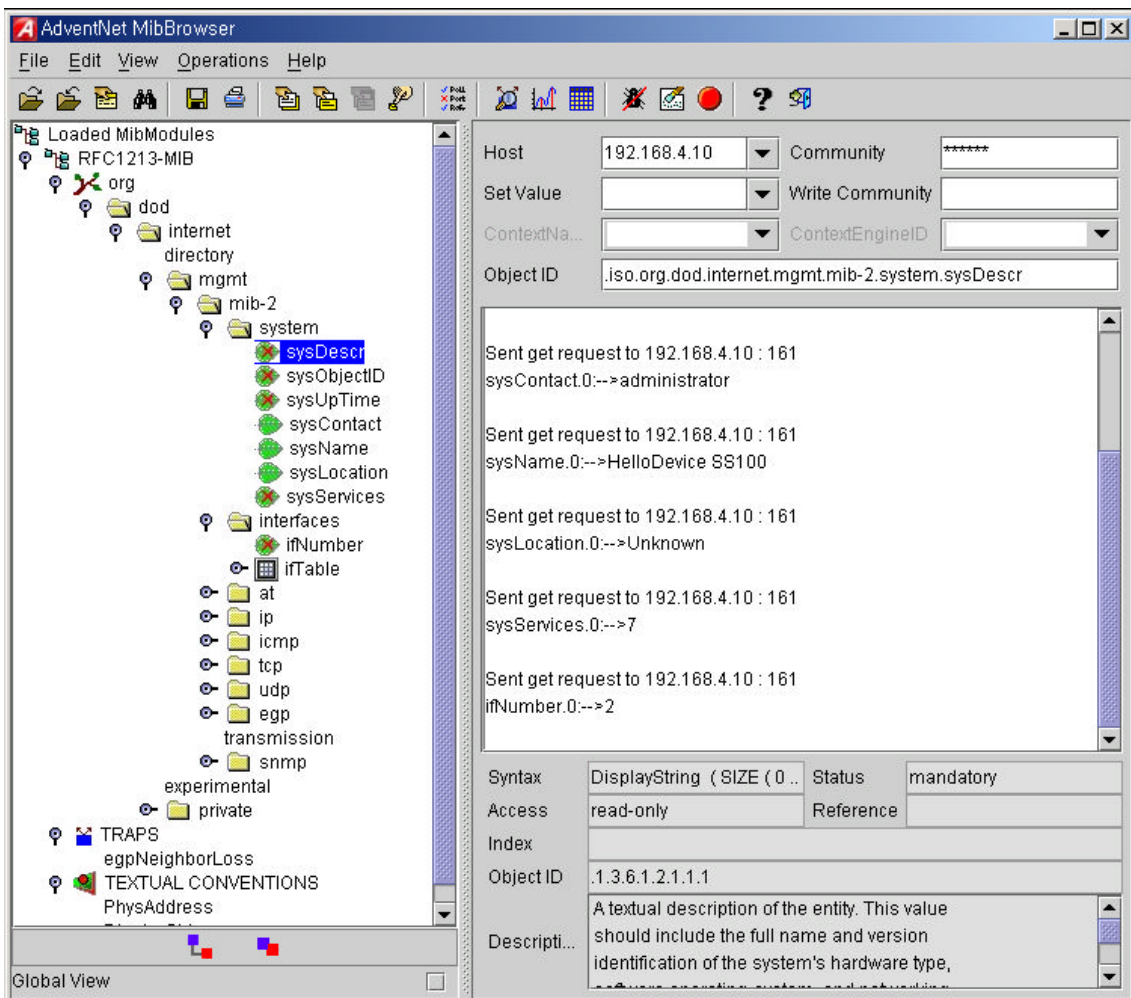 AdventNet MibBrowser
File Edit View Operations Help
Loaded MibModules
RFC1213-MIB
org
dod
internet
directory
mgmt
mib-2
system
sysDescr
sysObjectID
sysUpTime
sysContact
sysName
sysLocation
sysServices
interfaces
ifNumber
ifTable
at
ip
icmp
tcp
udp
egp
transmission
snmp
experimental
private
TRAPS
egpNeighborLoss
TEXTUAL CONVENTIONS
PhysAddress
Global View
Host 192.168.4.10 Community ******
Set Value Write Community
ContextNa... ContextEngineID
Object ID .iso.org.dod.internet.mgmt.mib-2.system.sysDescr
Sent get request to 192.168.4.10 : 161
sysContact.0:-->administrator
Sent get request to 192.168.4.10 : 161
sysName.0:-->HelloDevice SS100
Sent get request to 192.168.4.10 : 161
sysLocation.0:-->Unknown
Sent get request to 192.168.4.10 : 161
sysServices.0:-->7
Sent get request to 192.168.4.10 : 161
ifNumber.0:-->2
Syntax DisplayString ( SIZE ( 0 .. Status mandatory
Access read-only Reference
Index
Object ID .1.3.6.1.2.1.1.1
Descripti... A textual description of the entity. This value
should include the full name and version
identification of the system's hardware type,